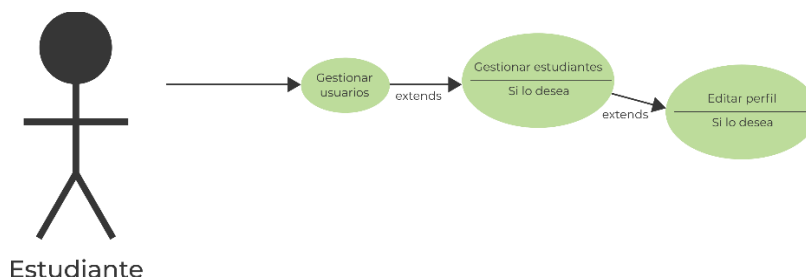 Gestionar
usuarios
extends
Gestionar estudiantes
Si lo desea
extends
Editar perfil
Si lo desea
Estudiante